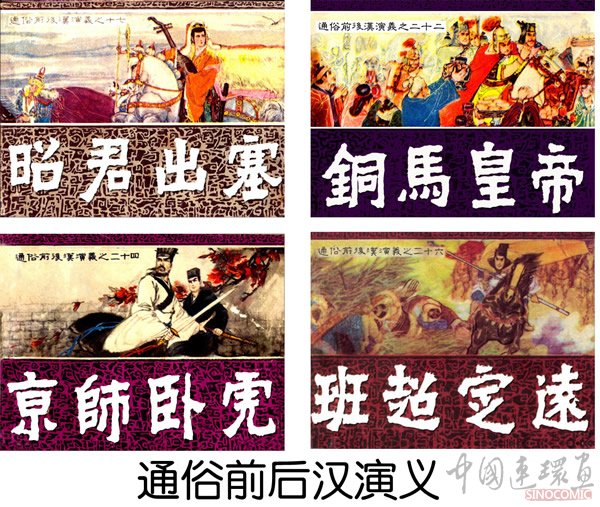 通俗前後漢演義之十七
昭君出塞
通俗前後漢演義之二十二
銅馬皇帝
通俗前後漢演義之二十四
京師卧虎
通俗前後漢演義之二十六
班超定遠
通俗前后汉演义
中國連環画
SINOCOMIC